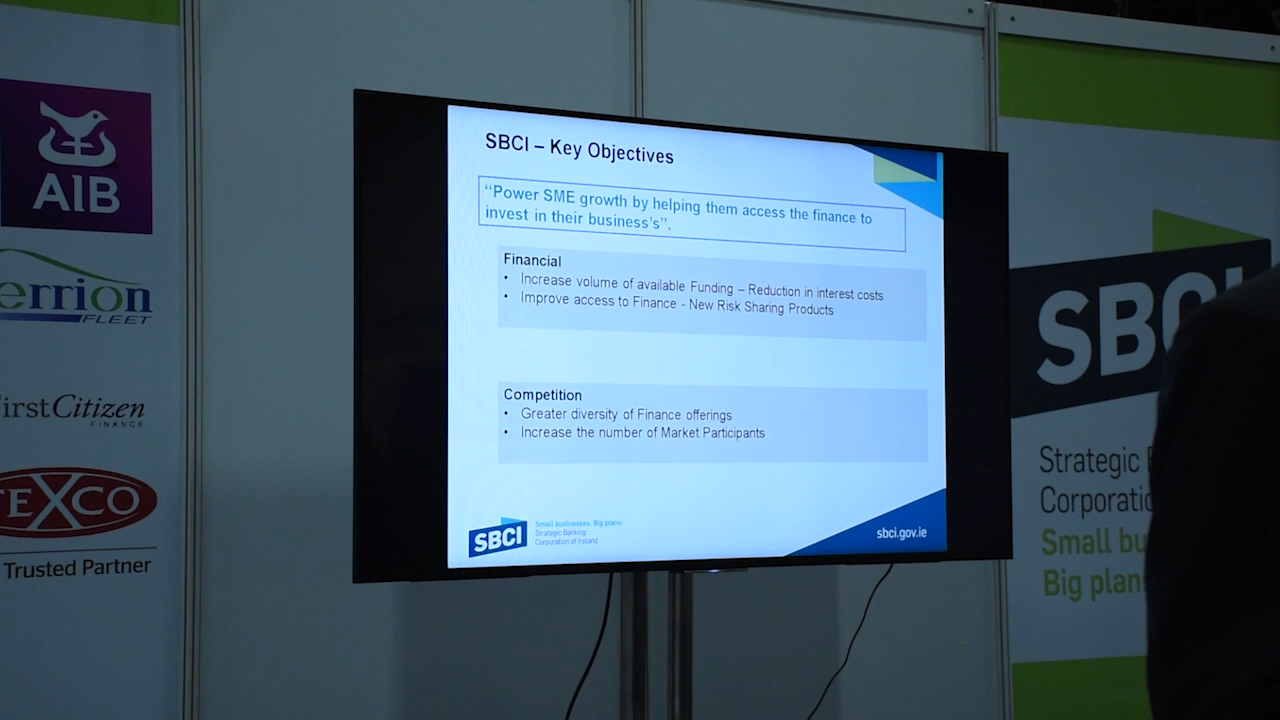 AIB
errion
FLEET
irstCitizen
FINANCE
TEXCO
Trusted Partner
SBCI – Key Objectives
“Power SME growth by helping them access the finance to
invest in their business’s”.
Financial
• Increase volume of available Funding – Reduction in interest costs
• Improve access to Finance - New Risk Sharing Products
Competition
• Greater diversity of Finance offerings
• Increase the number of Market Participants
SBCI
Small businesses. Big plans.
Strategic Banking
Corporation of Ireland
sbci.gov.ie
SBCI
Strategic
Corporatio
Small bu
Big plan